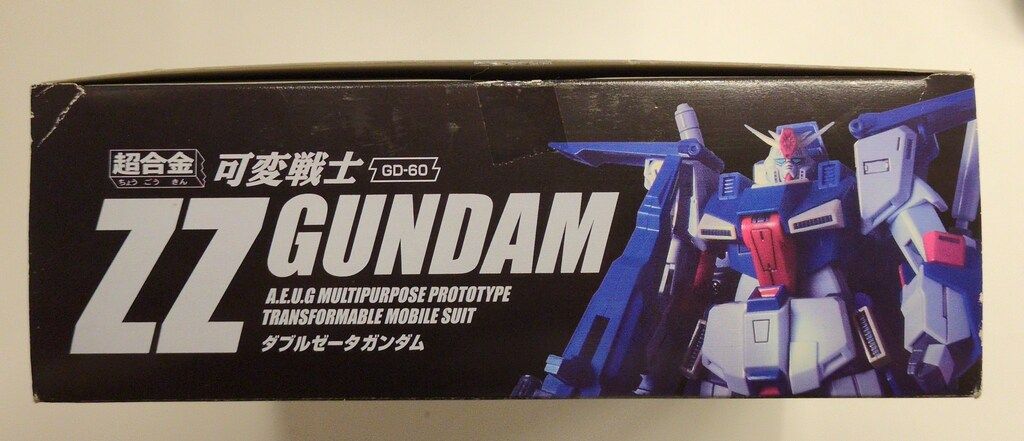 超合金
ちょうごうきん
可変戦士
GD-60
ZZ GUNDAM
A.E.U.G MULTIPURPOSE PROTOTYPE
TRANSFORMABLE MOBILE SUIT
ダブルゼータガンダム